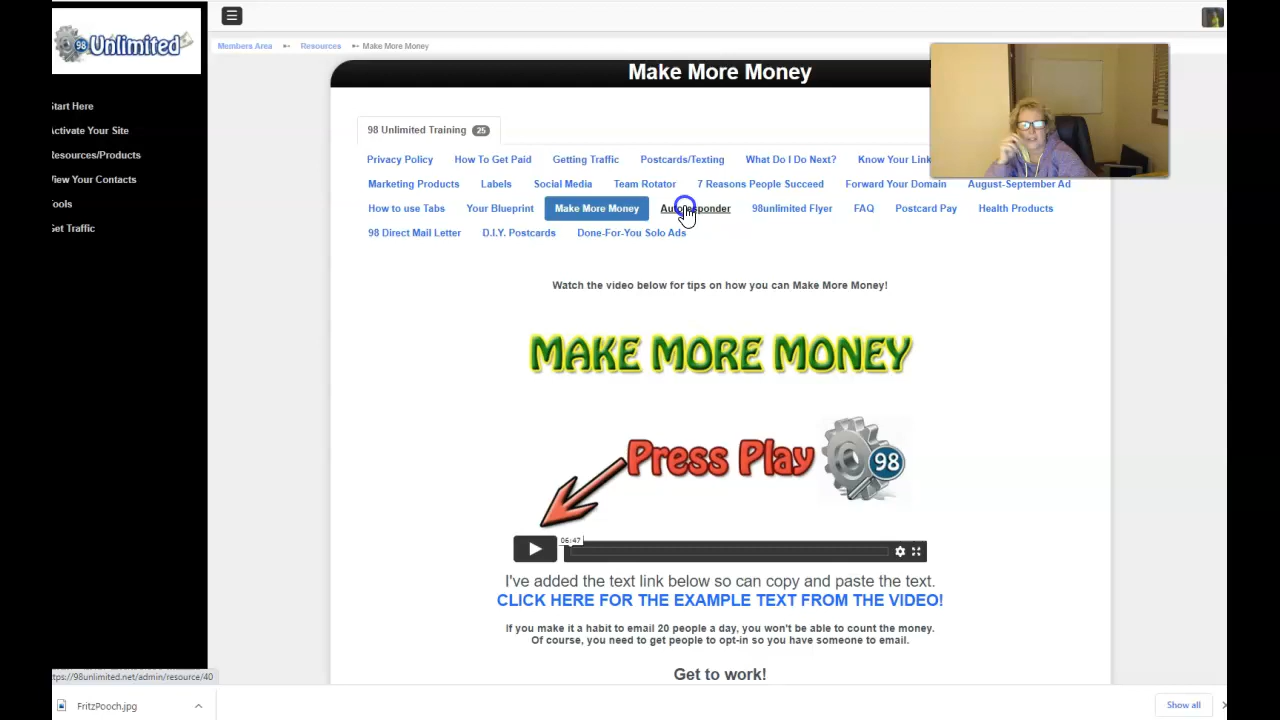 98 Unlimited
☰
Members Area Resources Make More Money
Make More Money
Start Here
Activate Your Site
Resources/Products
View Your Contacts
Tools
Get Traffic
98 Unlimited Training 25
Privacy Policy How To Get Paid Getting Traffic Postcards/Texting What Do I Do Next? Know Your Link
Marketing Products Labels Social Media Team Rotator 7 Reasons People Succeed Forward Your Domain August-September Ad
How to use Tabs Your Blueprint Make More Money Autoresponder 98unlimited Flyer FAQ Postcard Pay Health Products
98 Direct Mail Letter D.I.Y. Postcards Done-For-You Solo Ads
Watch the video below for tips on how you can Make More Money!
MAKE MORE MONEY
Press Play 98
06:47
I've added the text link below so can copy and paste the text.
CLICK HERE FOR THE EXAMPLE TEXT FROM THE VIDEO!
If you make it a habit to email 20 people a day, you won't be able to count the money.
Of course, you need to get people to opt-in so you have someone to email.
Get to work!
ttps://98unlimited.net/admin/resource/40
FritzPooch.jpg
Show all